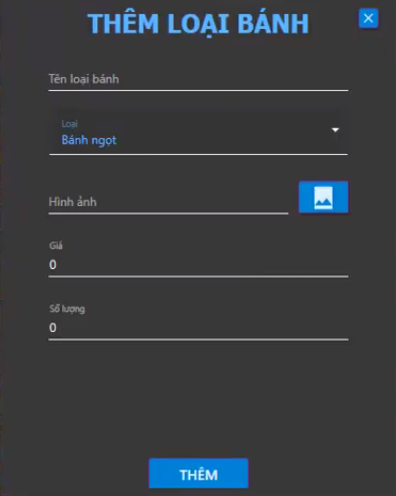 THÊM LOẠI BÁNH
Tên loại bánh
Loại
Bánh ngọt
Hình ảnh
Giá
0
Số lượng
0
THÊM